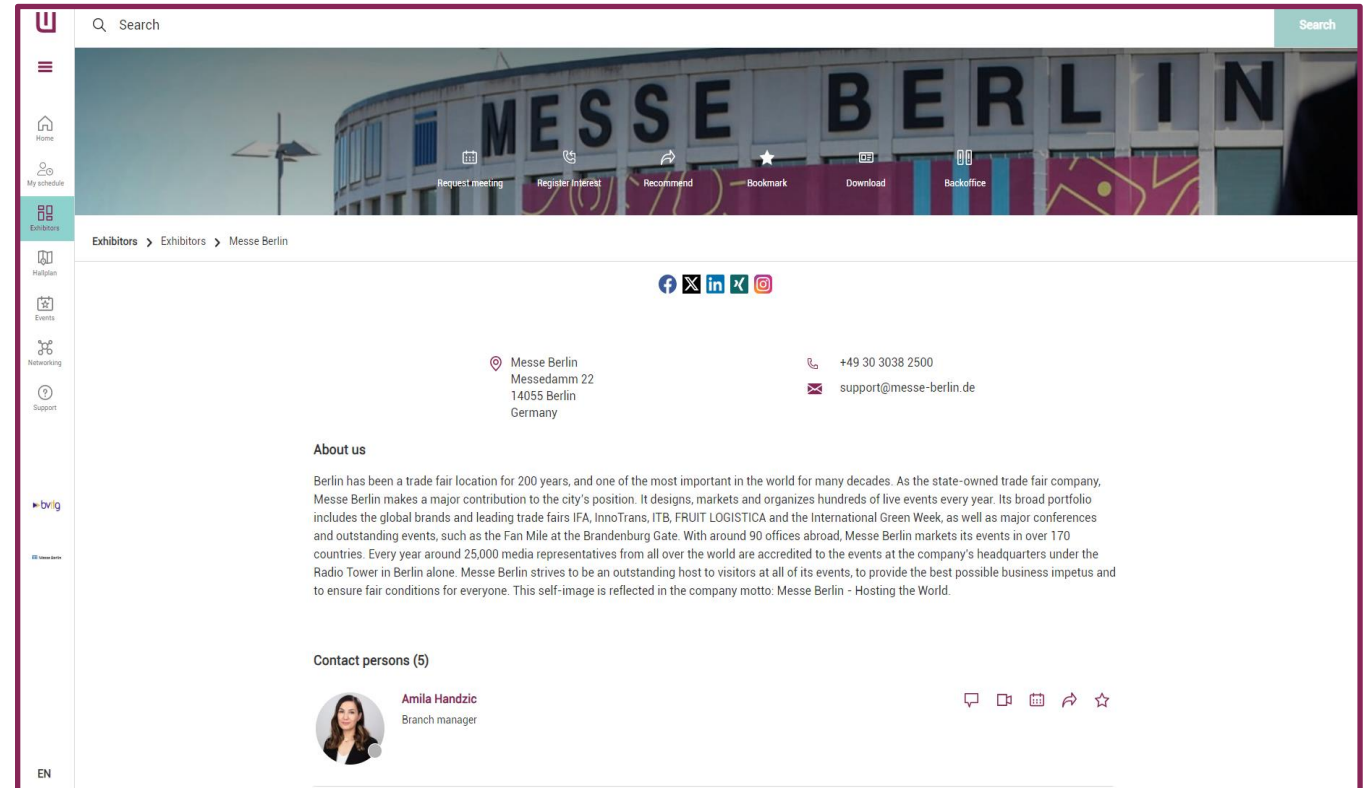 Search
Search
MESSE BERLIN
Home
My schedule
Exhibitors
Hallplan
Events
Networking
Support
bvlg
Messe Berlin
EN
Request meeting
Register Interest
Recommend
Bookmark
Download
Backoffice
Exhibitors > Exhibitors > Messe Berlin
Messe Berlin
Messedamm 22
14055 Berlin
Germany
+49 30 3038 2500
support@messe-berlin.de
About us
Berlin has been a trade fair location for 200 years, and one of the most important in the world for many decades. As the state-owned trade fair company,
Messe Berlin makes a major contribution to the city's position. It designs, markets and organizes hundreds of live events every year. Its broad portfolio
includes the global brands and leading trade fairs IFA, InnoTrans, ITB, FRUIT LOGISTICA and the International Green Week, as well as major conferences
and outstanding events, such as the Fan Mile at the Brandenburg Gate. With around 90 offices abroad, Messe Berlin markets its events in over 170
countries. Every year around 25,000 media representatives from all over the world are accredited to the events at the company's headquarters under the
Radio Tower in Berlin alone. Messe Berlin strives to be an outstanding host to visitors at all of its events, to provide the best possible business impetus and
to ensure fair conditions for everyone. This self-image is reflected in the company motto: Messe Berlin - Hosting the World.
Contact persons (5)
Amila Handzic
Branch manager